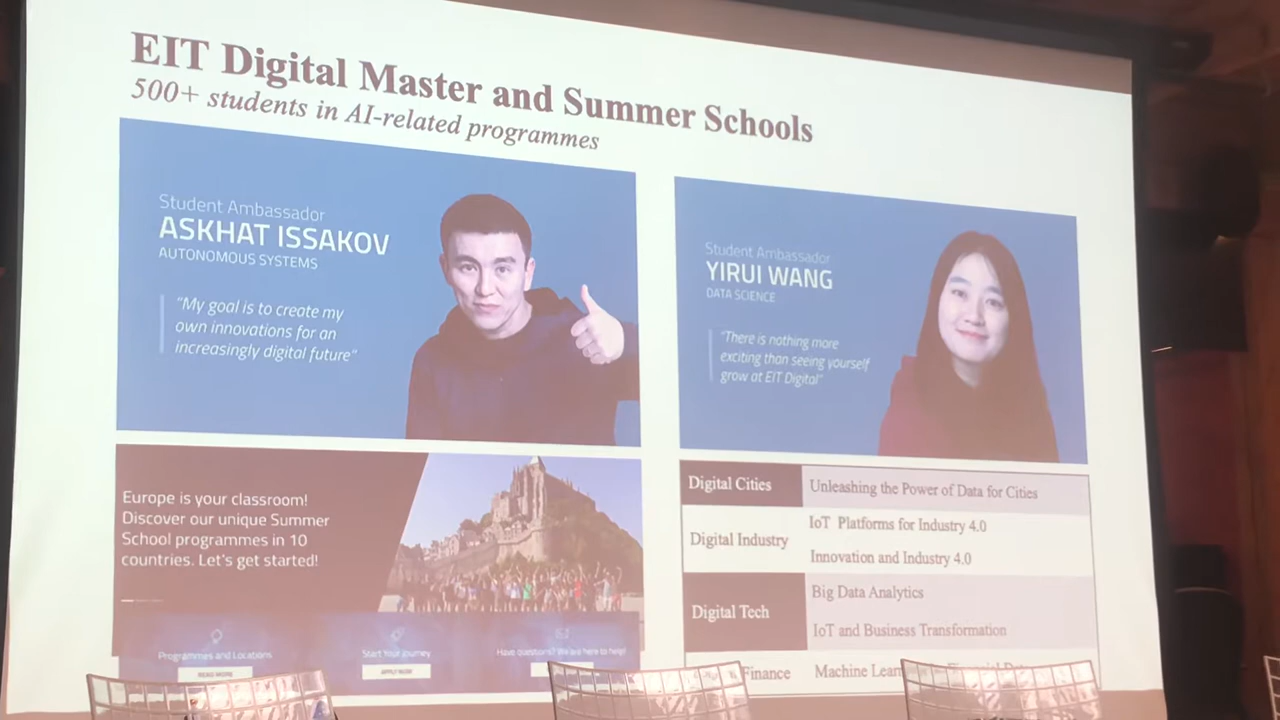 EIT Digital Master and Summer Schools
500+ students in AI-related programmes
Student Ambassador
ASKHAT ISSAKOV
AUTONOMOUS SYSTEMS
"My goal is to create my
own innovations for an
increasingly digital future"
Student Ambassador
YIRUI WANG
DATA SCIENCE
"There is nothing more
exciting than seeing yourself
grow at EIT Digital"
Europe is your classroom!
Discover our unique Summer
School programmes in 10
countries. Let's get started!
Programmes and Locations
READ MORE
Start Your Journey
APPLY NOW
Have questions? We are here to help!
Digital Cities
Unleashing the Power of Data for Cities
Digital Industry
IoT Platforms for Industry 4.0
Innovation and Industry 4.0
Digital Tech
Big Data Analytics
IoT and Business Transformation
Finance
Machine